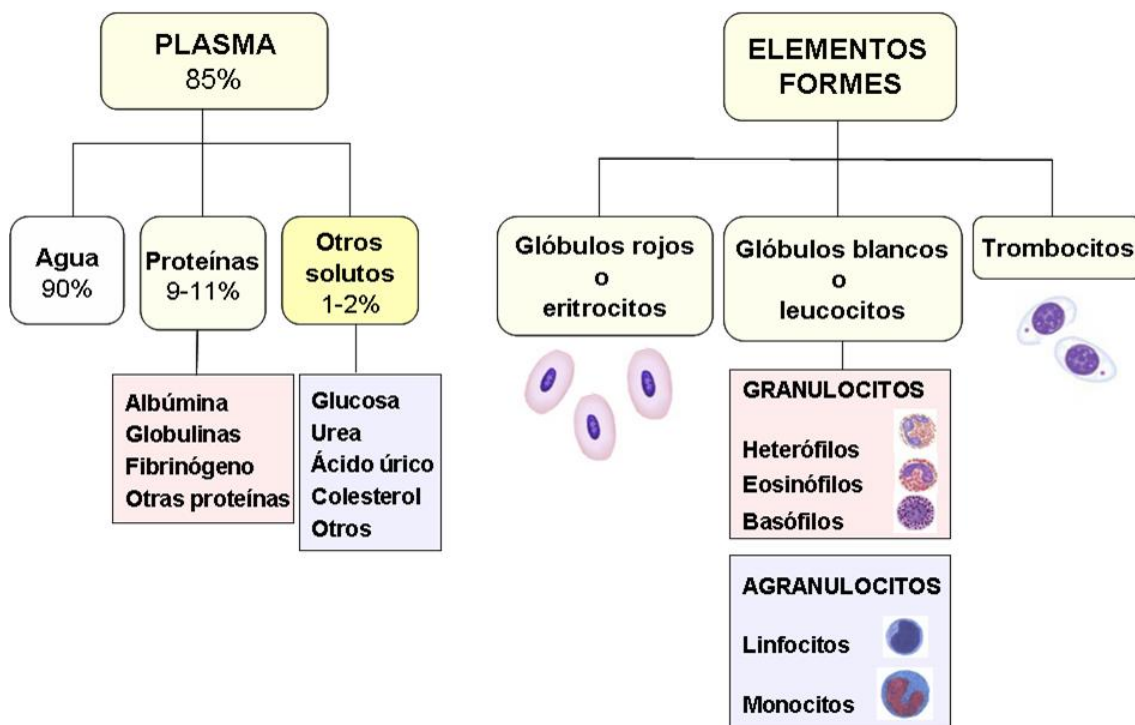 PLASMA
85%
Agua
90%
Proteínas
9-11%
Otros
solutos
1-2%
Albúmina
Globulinas
Fibrinógeno
Otras proteínas
Glucosa
Urea
Ácido úrico
Colesterol
Otros
ELEMENTOS
FORMES
Glóbulos rojos
o
eritrocitos
Glóbulos blancos
o
leucocitos
Trombocitos
GRANULOCITOS
Heterófilos
Eosinófilos
Basófilos
AGRANULOCITOS
Linfocitos
Monocitos